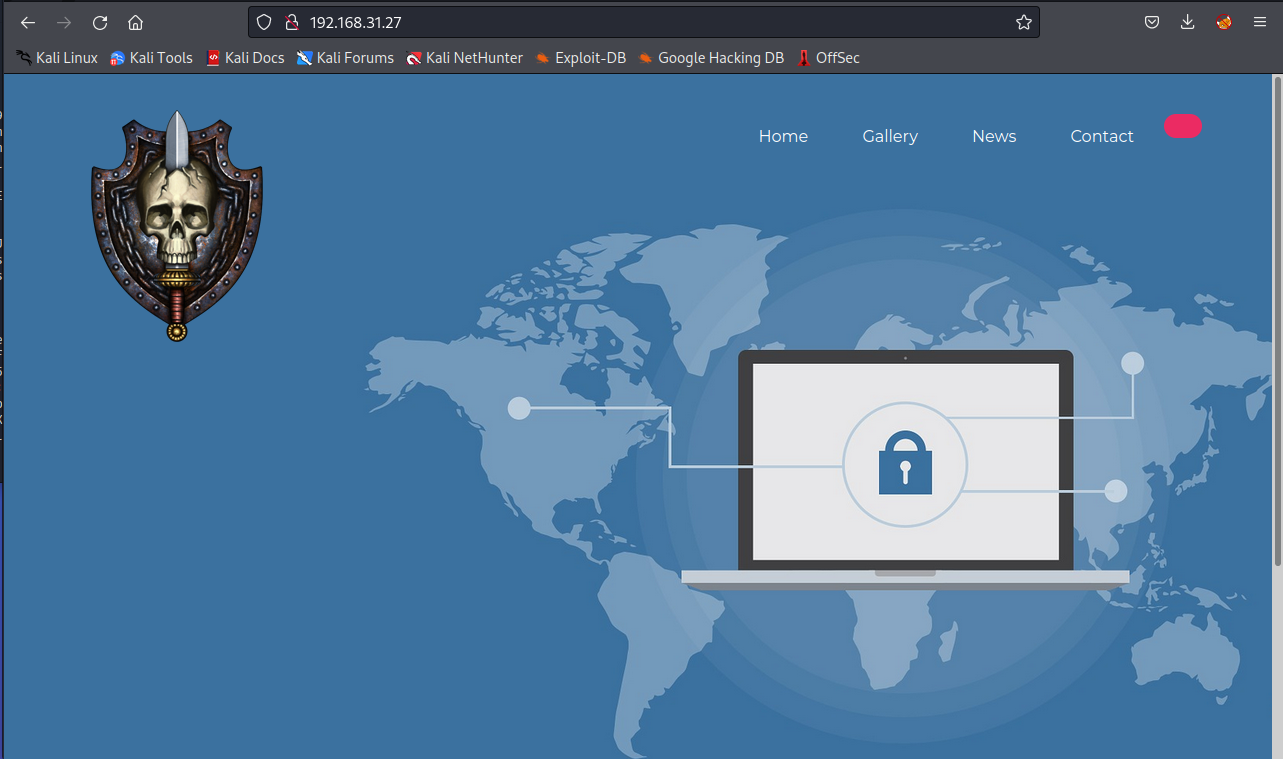 192.168.31.27
Kali Linux Kali Tools Kali Docs Kali Forums Kali NetHunter Exploit-DB Google Hacking DB OffSec
Home Gallery News Contact